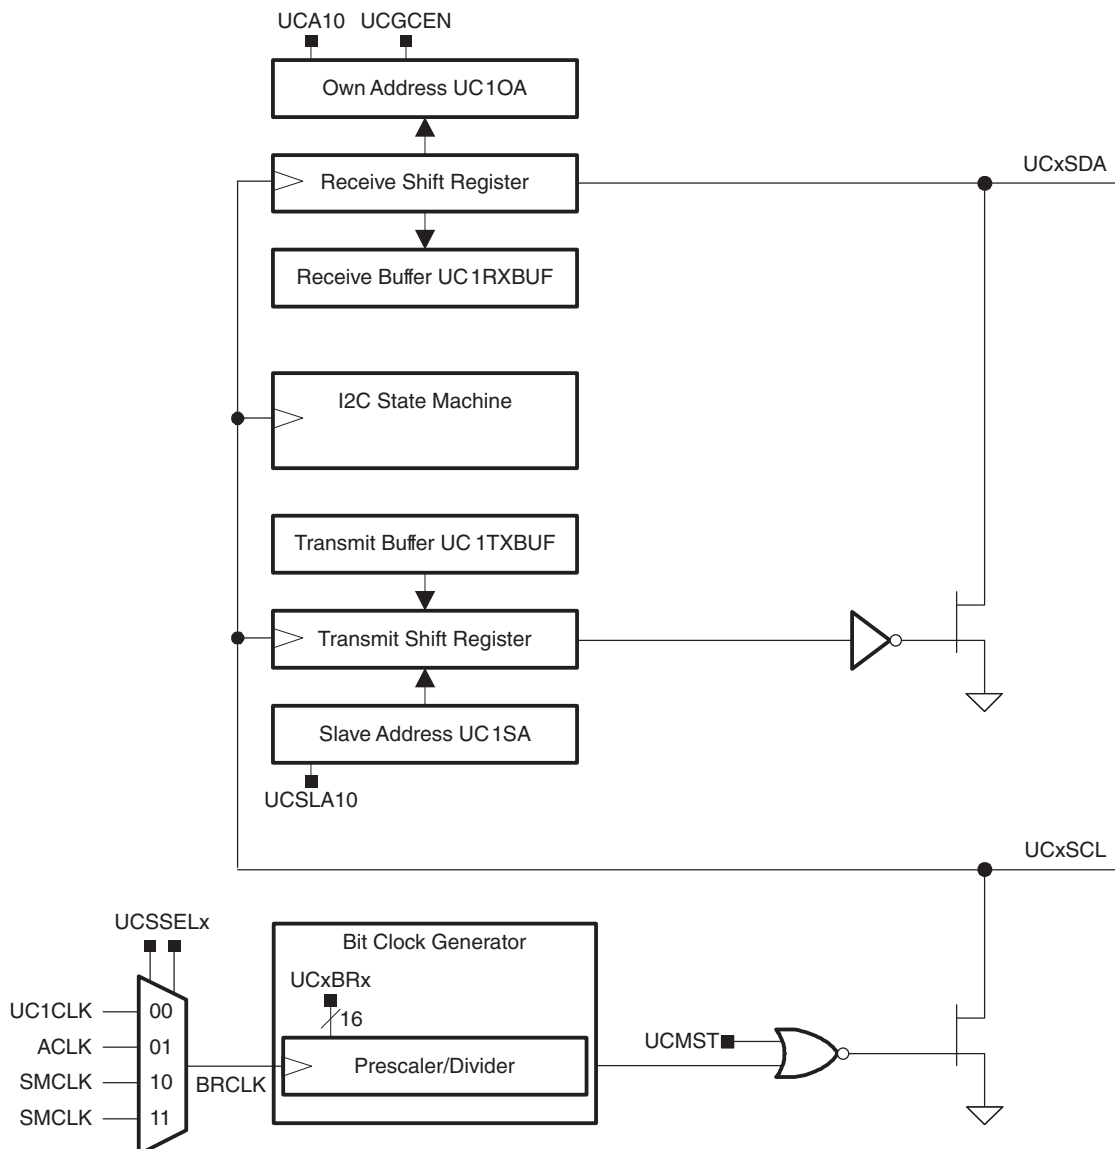 UCA10 UCGCEN
Own Address UC1OA
UCxSDA
Receive Shift Register
Receive Buffer UC1RXBUF
I2C State Machine
Transmit Buffer UC1TXBUF
Transmit Shift Register
Slave Address UC1SA
UCSLA10
UCxSCL
UCSSELx
Bit Clock Generator
UCxBRx
16
UC1CLK 00
ACLK 01
SMCLK 10
SMCLK 11
BRCLK
Prescaler/Divider
UCMST